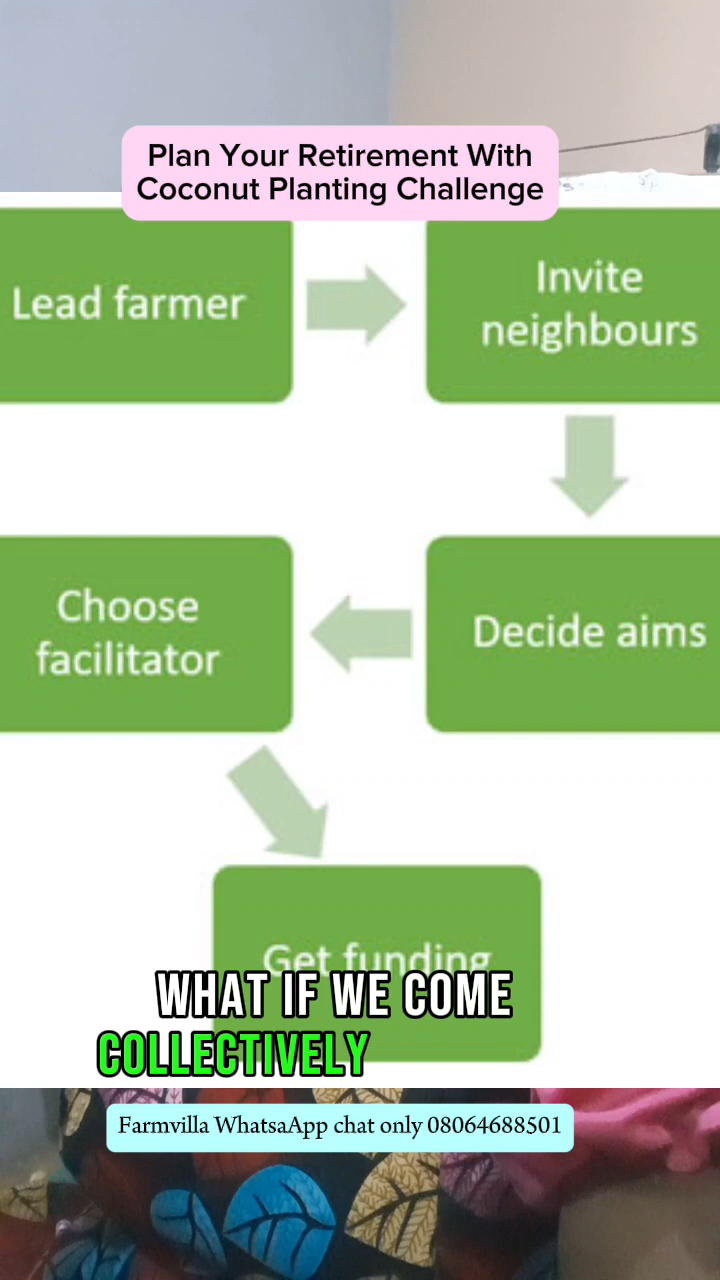 Plan Your Retirement With
Coconut Planting Challenge
Lead farmer
Invite
neighbours
Choose
facilitator
Decide aims
Get funding
WHAT IF WE COME
COLLECTIVELY
Farmvilla WhatsaApp chat only 08064688501